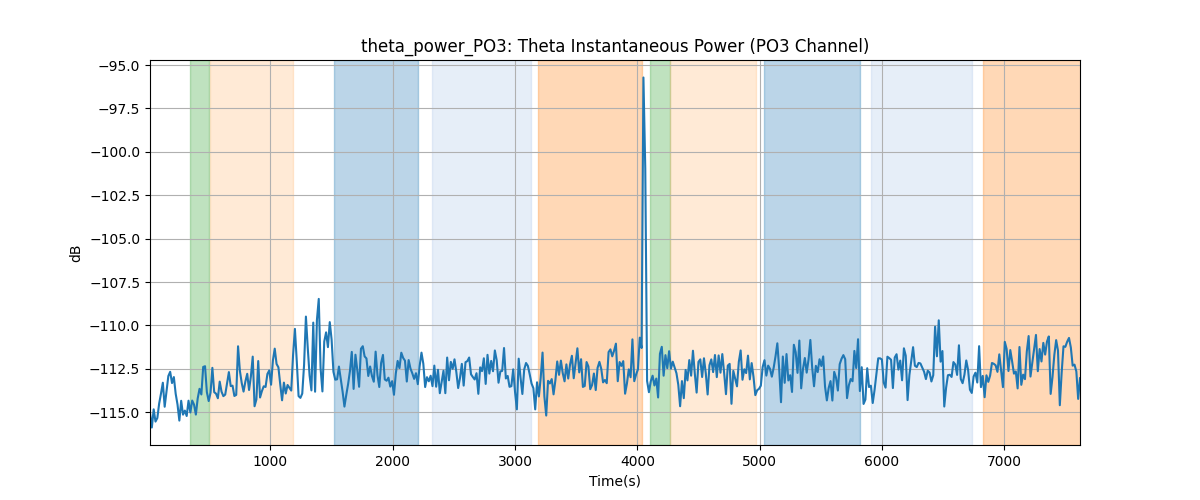 theta_power_PO3: Theta Instantaneous Power (PO3 Channel)
−95.0
−97.5
−100.0
−102.5
−105.0
−107.5
−110.0
−112.5
−115.0
dB
1000 2000 3000 4000 5000 6000 7000
Time(s)